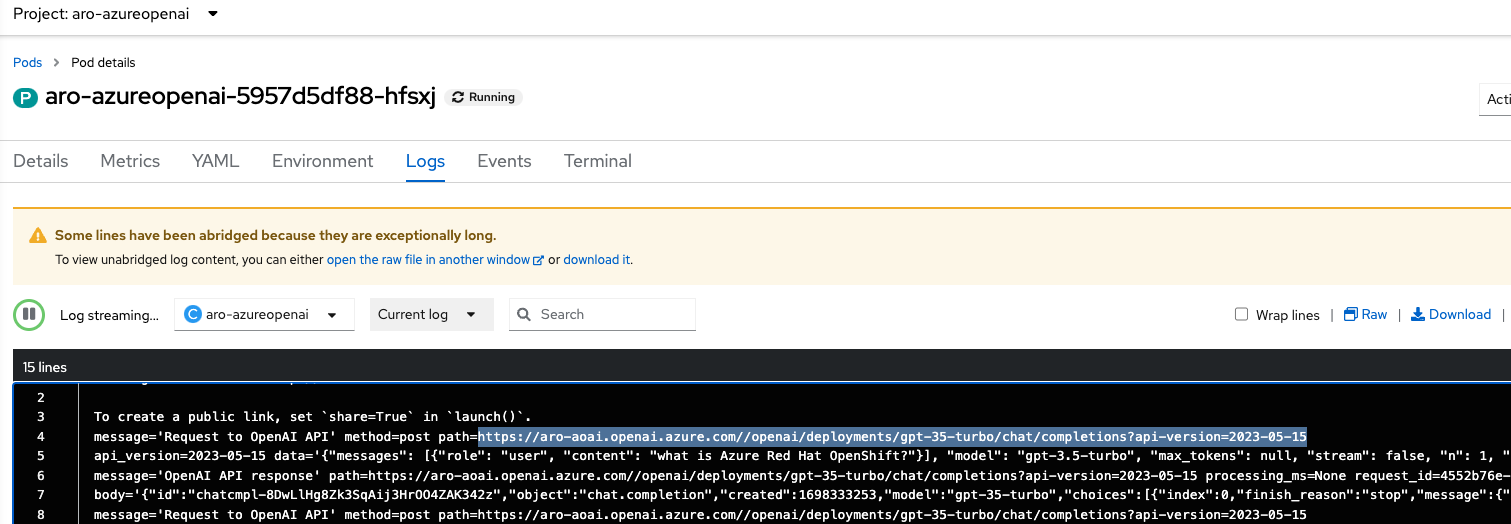 Project: aro-azureopenai
Pods > Pod details
P aro-azureopenai-5957d5df88-hfsxj Running
Acti
Details Metrics YAML Environment Logs Events Terminal
Some lines have been abridged because they are exceptionally long.
To view unabridged log content, you can either open the raw file in another window or download it.
Log streaming... C aro-azureopenai Current log Search Wrap lines | Raw | Download |
15 lines
2
3 To create a public link, set `share=True` in `launch()`.
4 message='Request to OpenAI API' method=post path=https://aro-aoai.openai.azure.com//openai/deployments/gpt-35-turbo/chat/completions?api-version=2023-05-15
5 api_version=2023-05-15 data='{"messages": [{"role": "user", "content": "what is Azure Red Hat OpenShift?"}], "model": "gpt-3.5-turbo", "max_tokens": null, "stream": false, "n": 1, "
6 message='OpenAI API response' path=https://aro-aoai.openai.azure.com//openai/deployments/gpt-35-turbo/chat/completions?api-version=2023-05-15 processing_ms=None request_id=4552b76e-
7 body='{"id":"chatcmpl-8DwLlHg8Zk3SqAij3HrOO4ZAK342z","object":"chat.completion","created":1698333253,"model":"gpt-35-turbo","choices":[{"index":0,"finish_reason":"stop","message":{"
8 message='Request to OpenAI API' method=post path=https://aro-aoai.openai.azure.com//openai/deployments/gpt-35-turbo/chat/completions?api-version=2023-05-15